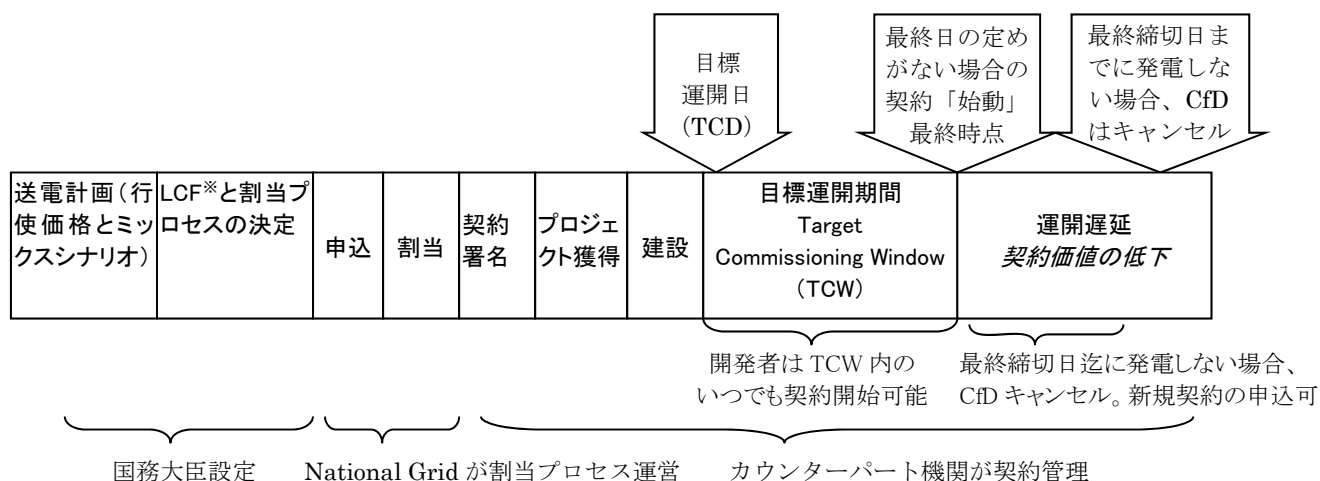 目標
運開日
(TCD)
最終日の定め
がない場合の
契約「始動」
最終時点
最終締切日ま
でに発電しな
い場合、CfD
はキャンセル
送電計画(行
使価格とミッ
クスシナリオ)
LCF※と割当プ
ロセスの決定
申込
割当
契約
署名
プロジェ
クト獲得
建設
目標運開期間
Target
Commissioning Window
(TCW)
運開遅延
契約価値の低下
開発者は TCW 内の
いつでも契約開始可能
最終締切日迄に発電しない場合、
CfD キャンセル。新規契約の申込可
国務大臣設定
National Grid が割当プロセス運営
カウンターパート機関が契約管理